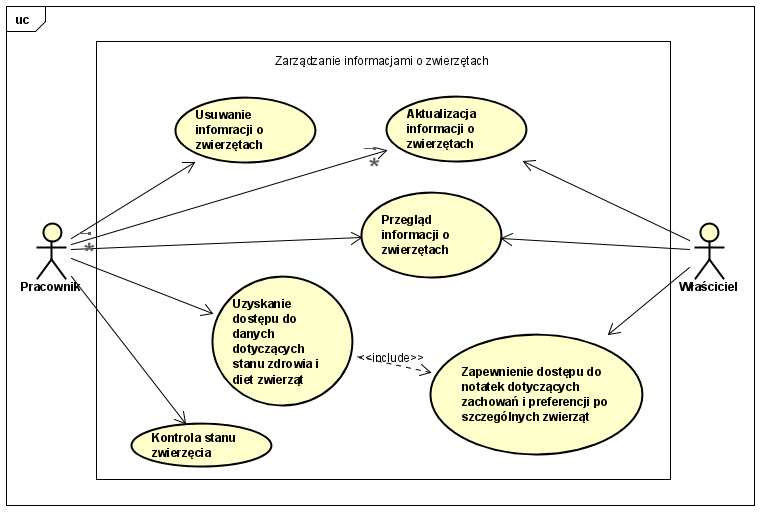 uc
Zarządzanie informacjami o zwierzętach
Usuwanie
infomracji o
zwierzętach
Aktualizacja
informacji o
zwierzętach
*
Przegląd
informacji o
zwierzętach
*
Pracownik
Właściciel
Uzyskanie
dostępu do
danych
dotyczących
stanu zdrowia i
diet zwierząt
<<include>>
Zapewnienie dostępu do
notatek dotyczących
zachowań i preferencji po
szczególnych zwierząt
Kontrola stanu
zwierzęcia